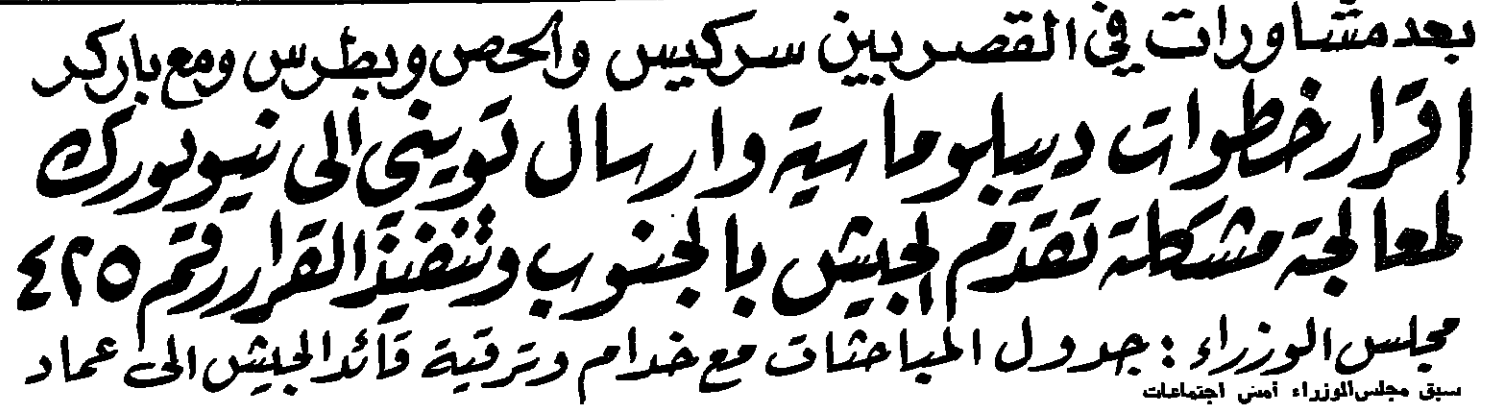 بعد مشاورات في القصر بين سركيس والحص وبطرس ومع باركر
إقرار خطوات ديبلوماسية وارسال تويني الى نيويورك
لمعالجة مشكلة تقدم الجيش بالجنوب وتنفيذ القرار رقم ٤٢٥
مجلس الوزراء : جدول المباحثات مع خدام وترقية قائد الجيش الى عماد
سبق مجلس الوزراء أمس اجتماعات